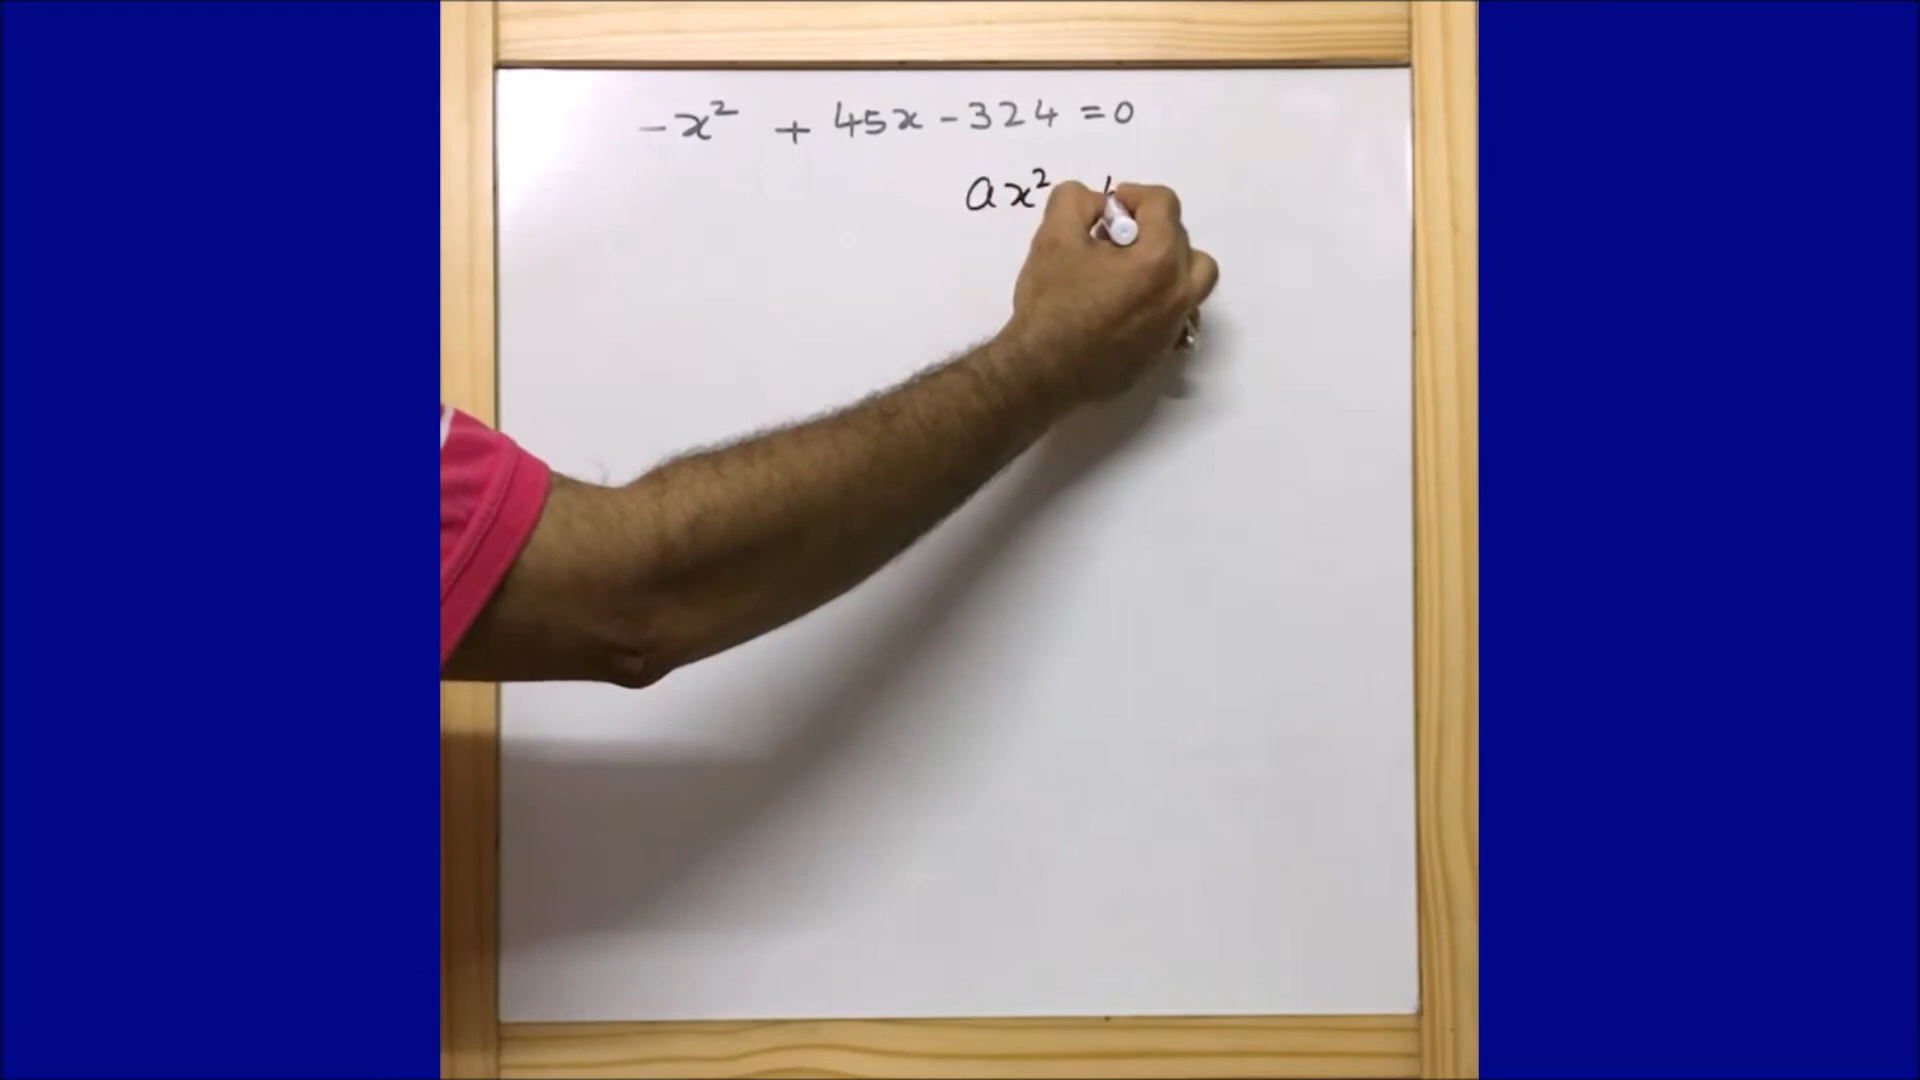 -x² + 45x - 324 = 0
ax²